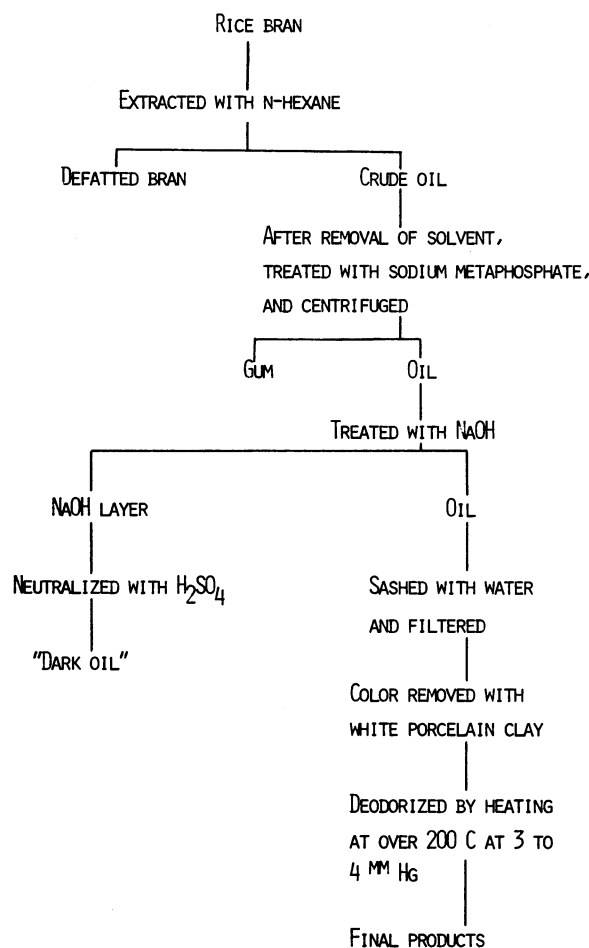 RICE BRAN
EXTRACTED WITH N-HEXANE
DEFATTED BRAN
CRUDE OIL
AFTER REMOVAL OF SOLVENT,
TREATED WITH SODIUM METAPHOSPHATE,
AND CENTRIFUGED
GUM
OIL
TREATED WITH NAOH
NAOH LAYER
OIL
NEUTRALIZED WITH H2SO4
SASHED WITH WATER
AND FILTERED
"DARK OIL"
COLOR REMOVED WITH
WHITE PORCELAIN CLAY
DEODORIZED BY HEATING
AT OVER 200 C AT 3 TO
4 MM HG
FINAL PRODUCTS